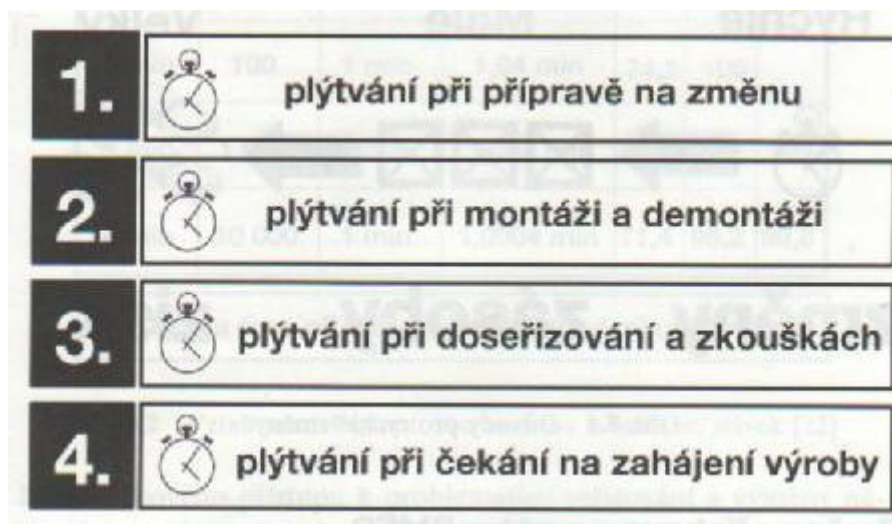 1. plýtvání při přípravě na změnu
2. plýtvání při montáži a demontáži
3. plýtvání při doseřizování a zkouškách
4. plýtvání při čekání na zahájení výroby